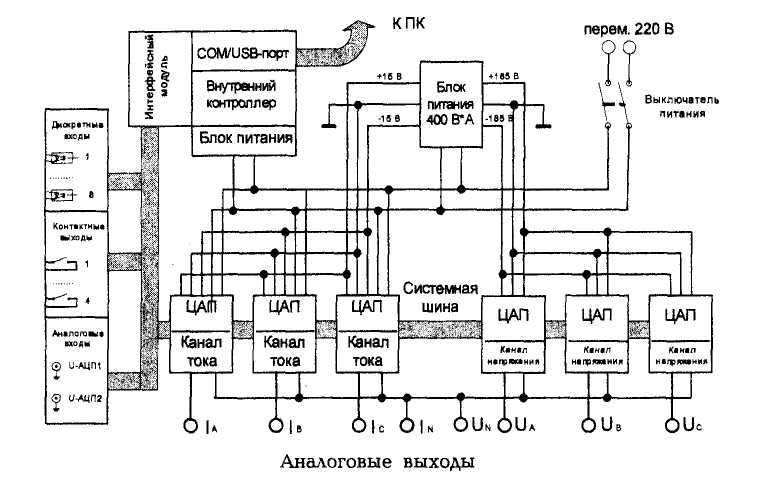 К ПК
перем. 220 В
Интерфейсный
модуль
COM/USB-порт
Внутренний
контроллер
Блок питания
+15 В
-15 В
Блок
питания
400 В*А
+185 В
-185 В
Выключатель
питания
Дискретные
входы
1
8
Контактные
выходы
1
4
Аналоговые
входы
U-АЦП1
U-АЦП2
Системная
шина
ЦАП
Канал
тока
ЦАП
Канал
тока
ЦАП
Канал
тока
ЦАП
Канал
напряжения
ЦАП
Канал
напряжения
ЦАП
Канал
напряжения
IA
IB
IC
IN
UN
UA
UB
UC
Аналоговые выходы